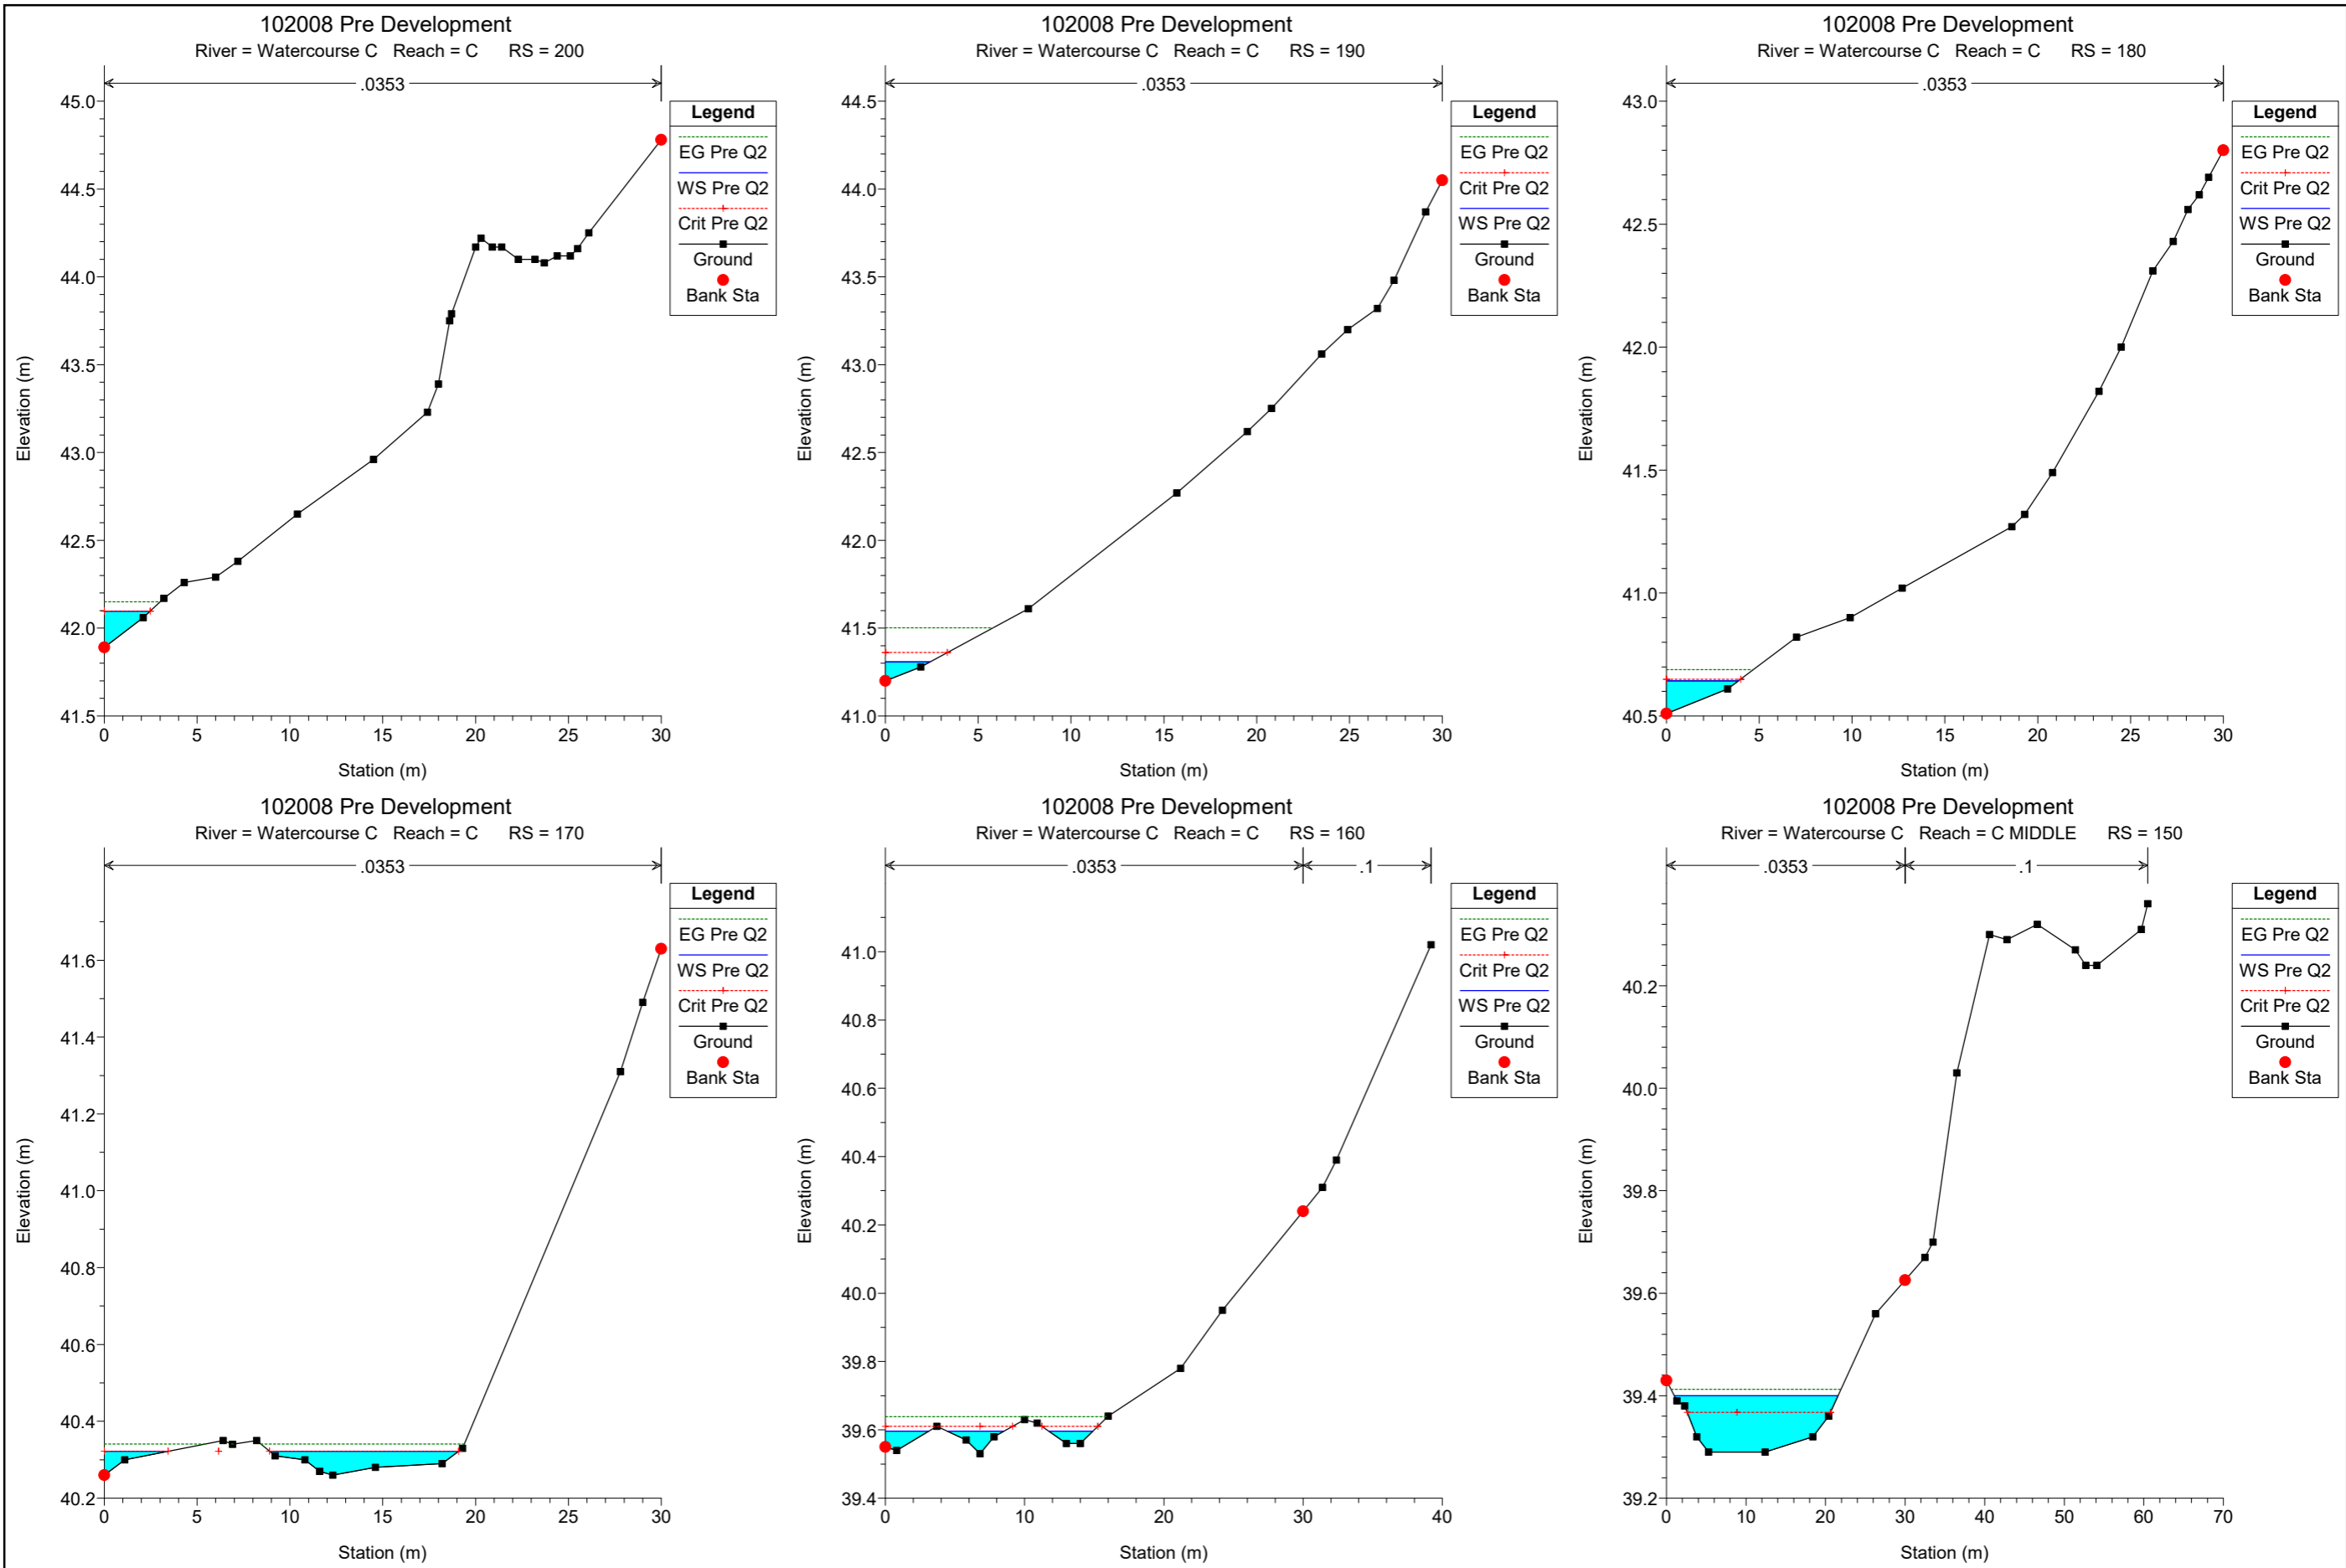 102008 Pre Development
River = Watercourse C Reach = C RS = 200
.0353
Legend
EG Pre Q2
WS Pre Q2
Crit Pre Q2
Ground
Bank Sta
45.0
44.5
44.0
43.5
43.0
42.5
42.0
41.5
Elevation (m)
0 5 10 15 20 25 30
Station (m)
102008 Pre Development
River = Watercourse C Reach = C RS = 190
.0353
Legend
EG Pre Q2
Crit Pre Q2
WS Pre Q2
Ground
Bank Sta
44.5
44.0
43.5
43.0
42.5
42.0
41.5
41.0
Elevation (m)
0 5 10 15 20 25 30
Station (m)
102008 Pre Development
River = Watercourse C Reach = C RS = 180
.0353
Legend
EG Pre Q2
Crit Pre Q2
WS Pre Q2
Ground
Bank Sta
43.0
42.5
42.0
41.5
41.0
40.5
Elevation (m)
0 5 10 15 20 25 30
Station (m)
102008 Pre Development
River = Watercourse C Reach = C RS = 170
.0353
Legend
EG Pre Q2
WS Pre Q2
Crit Pre Q2
Ground
Bank Sta
41.6
41.4
41.2
41.0
40.8
40.6
40.4
40.2
Elevation (m)
0 5 10 15 20 25 30
Station (m)
102008 Pre Development
River = Watercourse C Reach = C RS = 160
.0353 .1
Legend
EG Pre Q2
Crit Pre Q2
WS Pre Q2
Ground
Bank Sta
41.0
40.8
40.6
40.4
40.2
40.0
39.8
39.6
39.4
Elevation (m)
0 10 20 30 40
Station (m)
102008 Pre Development
River = Watercourse C Reach = C MIDDLE RS = 150
.0353 .1
Legend
EG Pre Q2
WS Pre Q2
Crit Pre Q2
Ground
Bank Sta
40.2
40.0
39.8
39.6
39.4
39.2
Elevation (m)
0 10 20 30 40 50 60 70
Station (m)